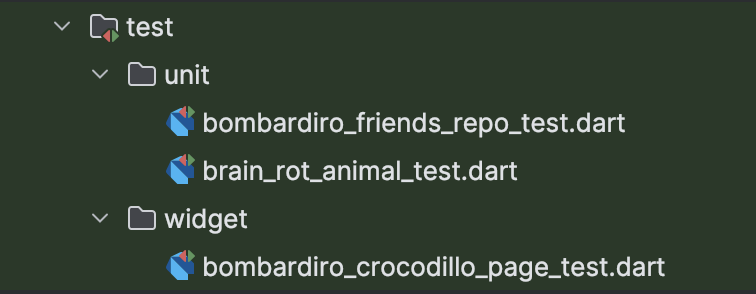 test
unit
bombardiro_friends_repo_test.dart
brain_rot_animal_test.dart
widget
bombardiro_crocodillo_page_test.dart